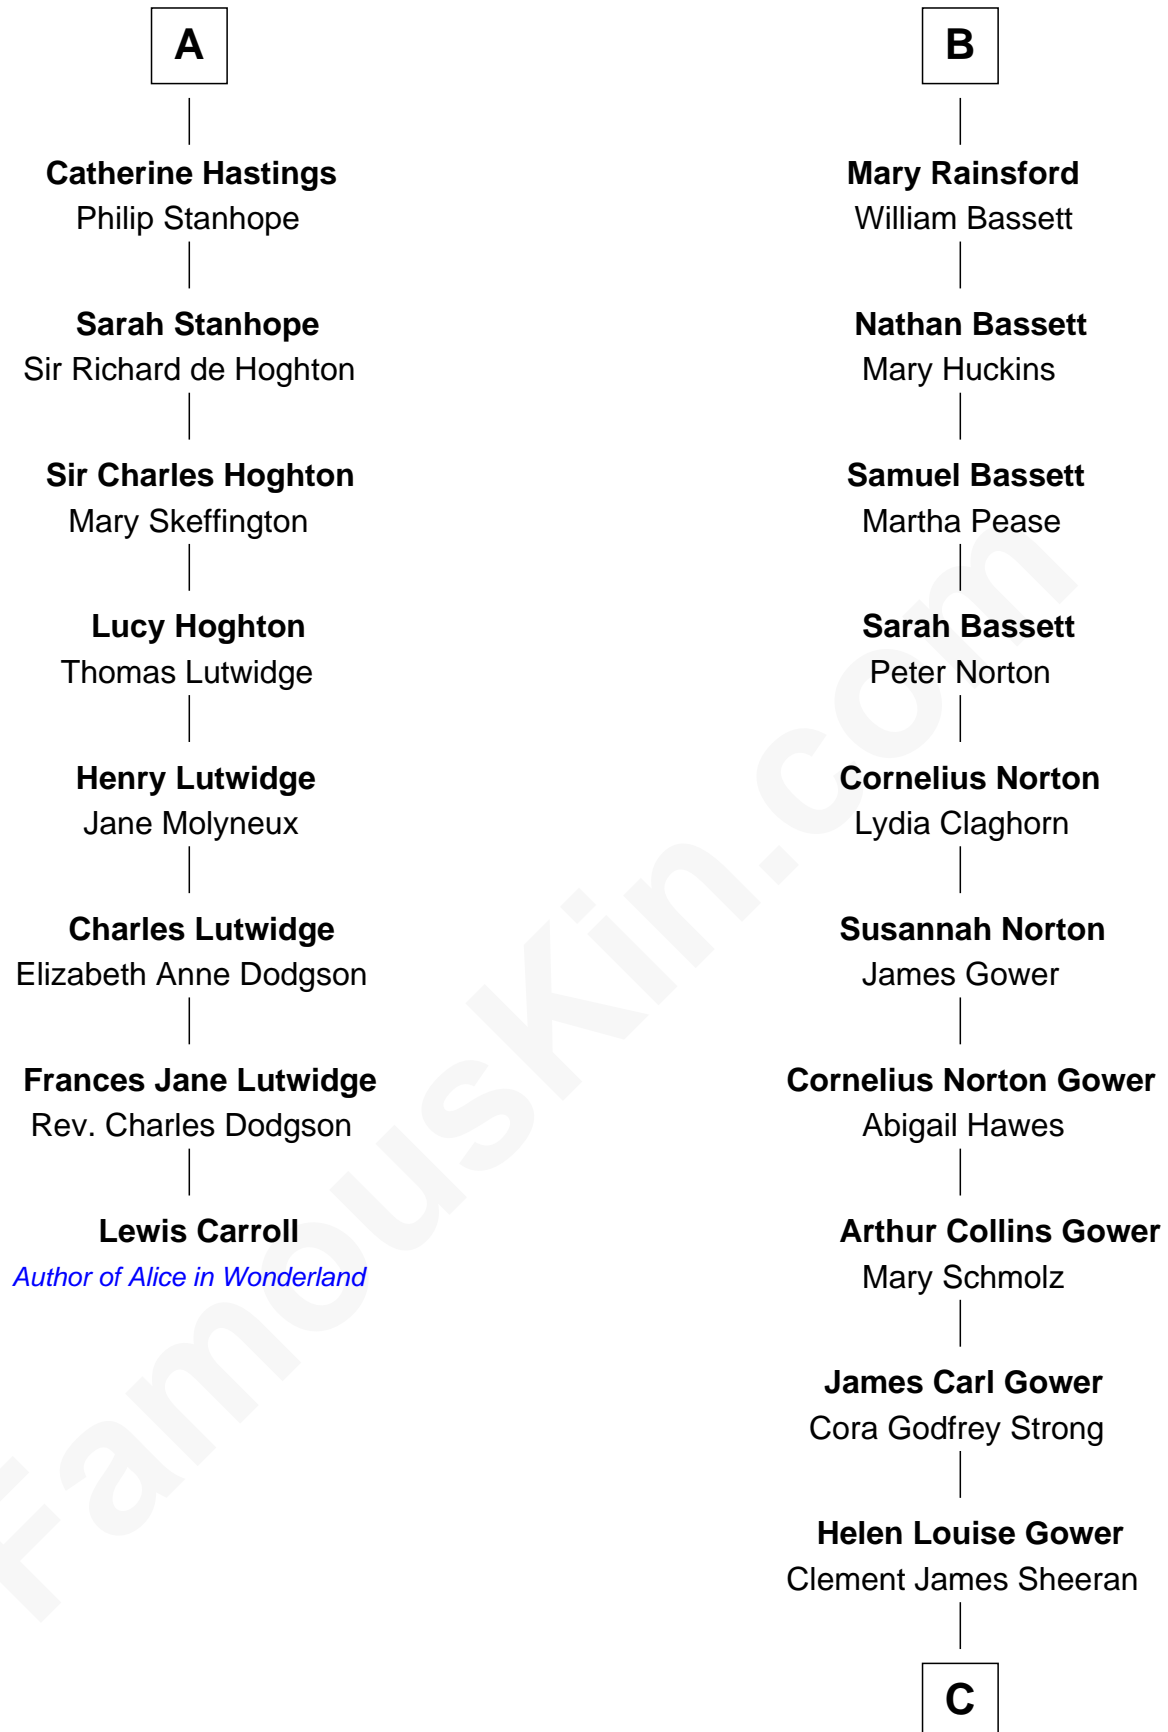 A
Catherine Hastings
Philip Stanhope
Sarah Stanhope
Sir Richard de Hoghton
Sir Charles Hoghton
Mary Skeffington
Lucy Hoghton
Thomas Lutwidge
Henry Lutwidge
Jane Molyneux
Charles Lutwidge
Elizabeth Anne Dodgson
Frances Jane Lutwidge
Rev. Charles Dodgson
Lewis Carroll
Author of Alice in Wonderland
B
Mary Rainsford
William Bassett
Nathan Bassett
Mary Huckins
Samuel Bassett
Martha Pease
Sarah Bassett
Peter Norton
Cornelius Norton
Lydia Claghorn
Susannah Norton
James Gower
Cornelius Norton Gower
Abigail Hawes
Arthur Collins Gower
Mary Schmolz
James Carl Gower
Cora Godfrey Strong
Helen Louise Gower
Clement James Sheeran
C
FamousKin.com